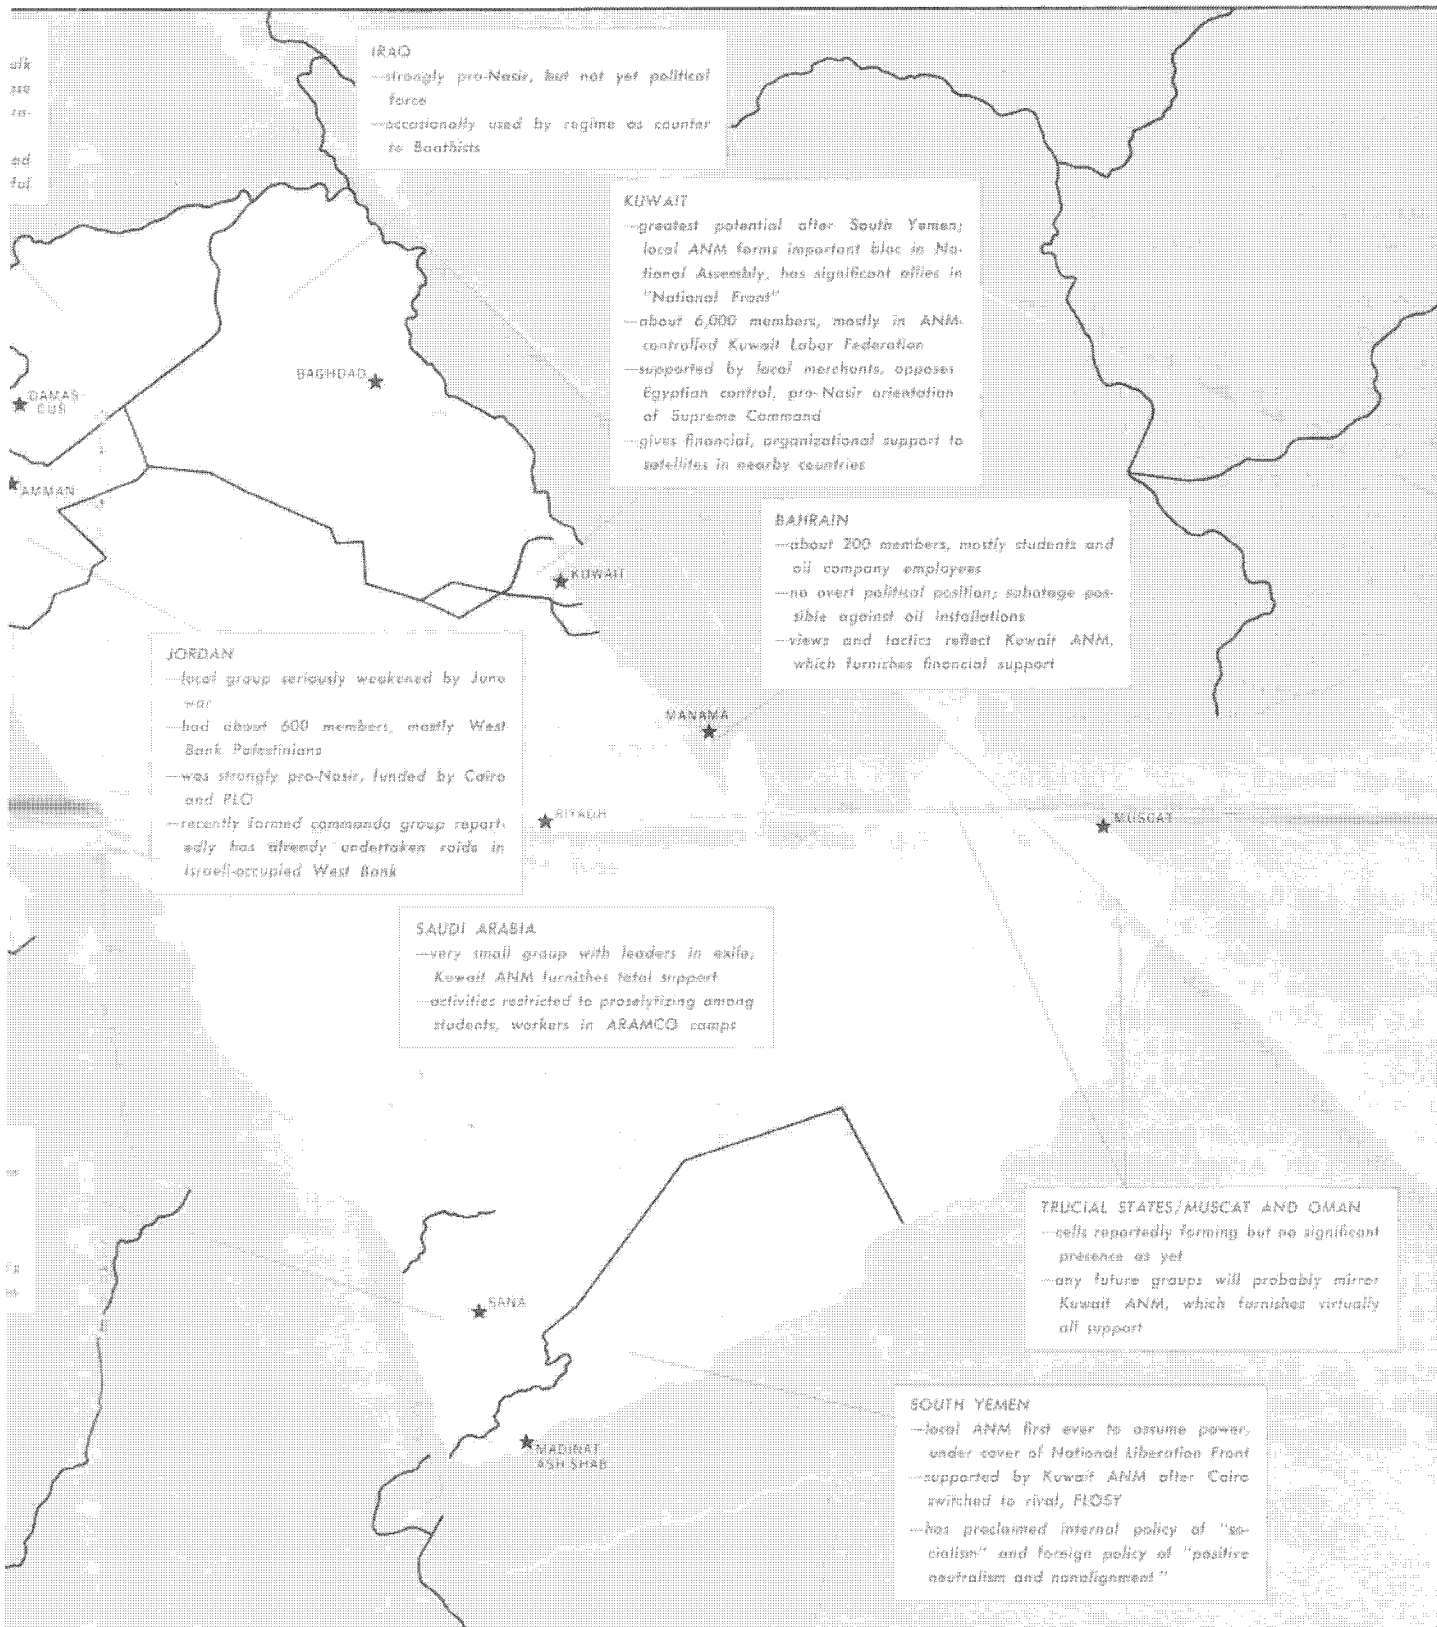 alk
ed
IRAQ
—strongly pro-Nasir, but not yet political
force
—occasionally used by regime as counter
to Baathists
KUWAIT
—greatest potential after South Yemen;
local ANM forms important bloc in Na-
tional Assembly, has significant allies in
"National Front"
—about 6,000 members, mostly in ANM-
controlled Kuwait Labor Federation
—supported by local merchants, opposes
Egyptian control, pro-Nasir orientation
of Supreme Command
—gives financial, organizational support to
satellites in nearby countries
BAGHDAD
DAMAS-
CUS
AMMAN
KUWAIT
BAHRAIN
—about 200 members, mostly students and
oil company employees
—no overt political position; sabotage pos-
sible against oil installations
—views and tactics reflect Kuwait ANM,
which furnishes financial support
JORDAN
—local group seriously weakened by June
war
—had about 600 members, mostly West
Bank Palestinians
—was strongly pro-Nasir, funded by Cairo
and PLO
—recently formed commando group report-
edly has already undertaken raids in
Israeli-occupied West Bank
MANAMA
RIYADH
MUSCAT
SAUDI ARABIA
—very small group with leaders in exile,
Kuwait ANM furnishes total support
—activities restricted to proselytizing among
students, workers in ARAMCO camps
TRUCIAL STATES/MUSCAT AND OMAN
—cells reportedly forming but no significant
presence as yet
—any future groups will probably mirror
Kuwait ANM, which furnishes virtually
all support
SANA
MADINAT
ASH SHAB
SOUTH YEMEN
—local ANM first ever to assume power,
under cover of National Liberation Front
—supported by Kuwait ANM after Cairo
switched to rival, FLOSY
—has proclaimed internal policy of "so-
cialism" and foreign policy of "positive
neutralism and nonalignment"